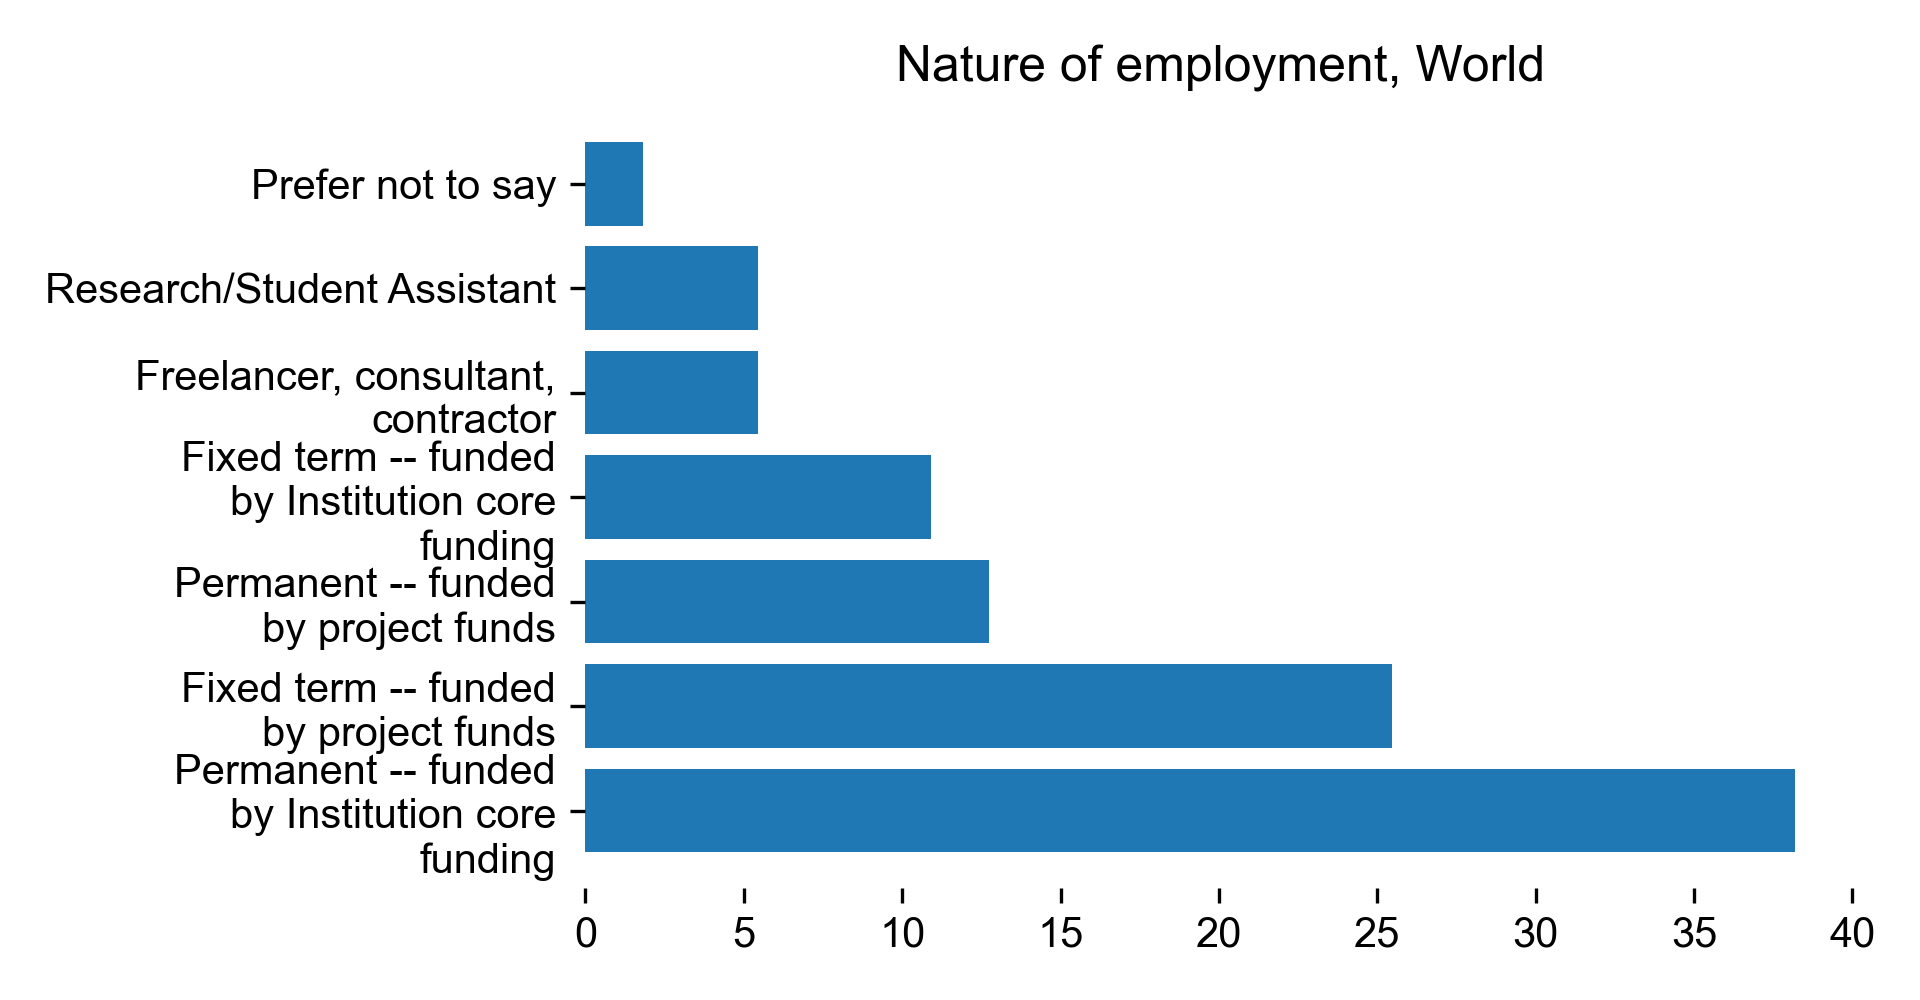 Nature of employment, World
Prefer not to say
Research/Student Assistant
Freelancer, consultant,
contractor
Fixed term -- funded
by Institution core
funding
Permanent -- funded
by project funds
Fixed term -- funded
by project funds
Permanent -- funded
by Institution core
funding
0 5 10 15 20 25 30 35 40